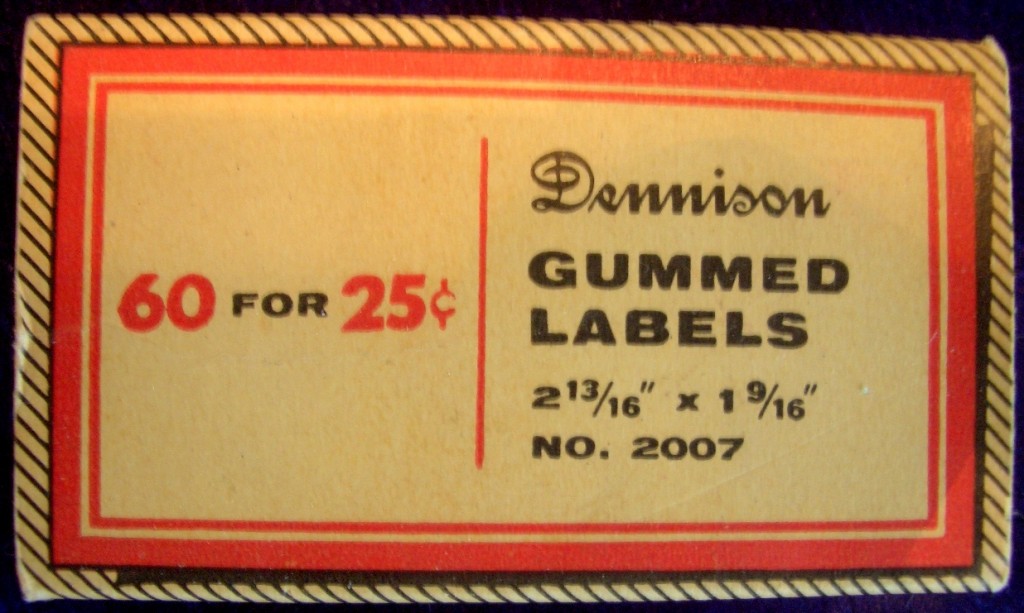 60 FOR 25¢
Dennison
GUMMED
LABELS
2 13/16" x 1 9/16"
NO. 2007